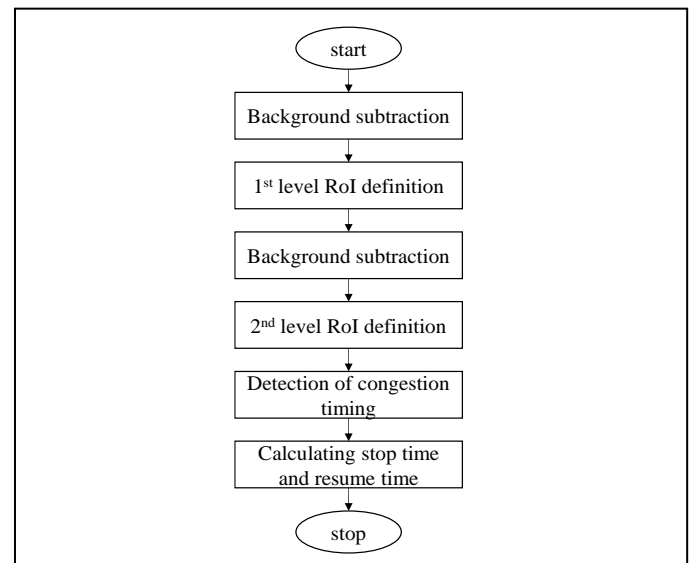 start
Background subtraction
1st level RoI definition
Background subtraction
2nd level RoI definition
Detection of congestion
timing
Calculating stop time
and resume time
stop